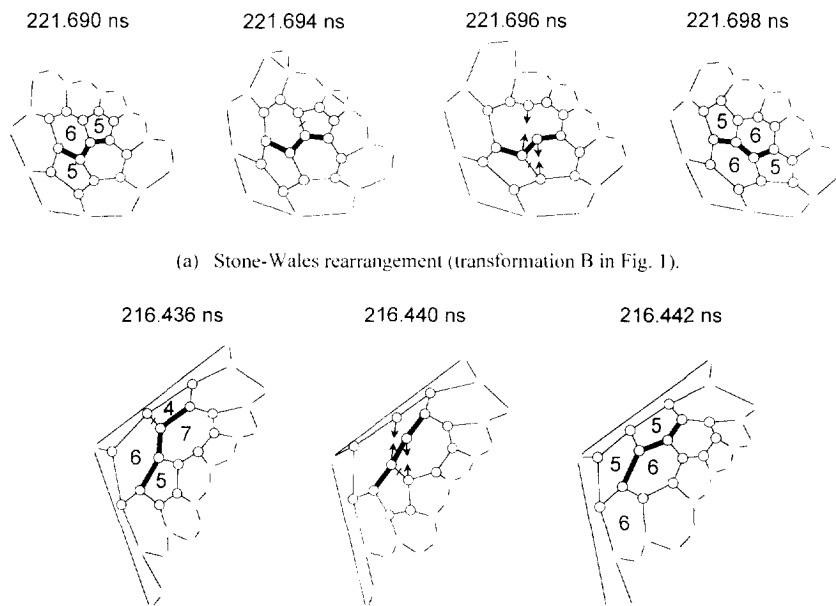 221.690 ns 221.694 ns 221.696 ns 221.698 ns
6 5 5
5 6 6 5
(a) Stone-Wales rearrangement (transformation B in Fig. 1).
216.436 ns 216.440 ns 216.442 ns
4 7 6 5
5 5 6 6